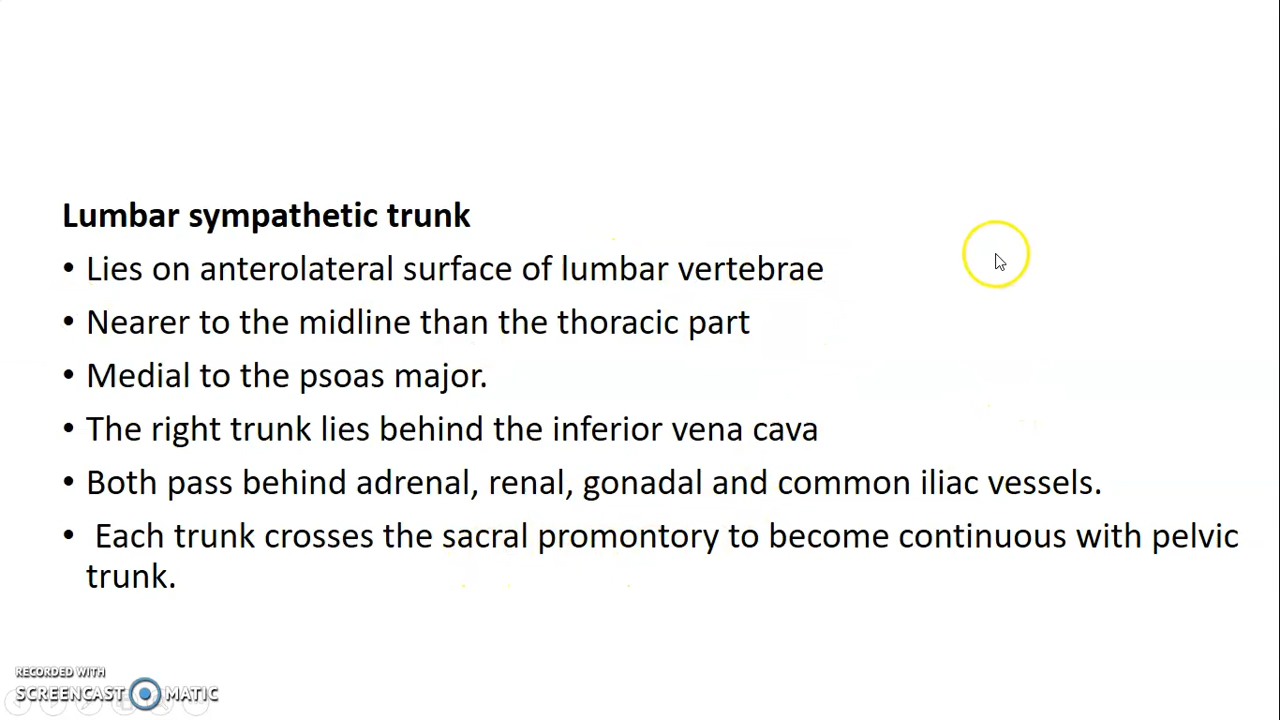 Lumbar sympathetic trunk
• Lies on anterolateral surface of lumbar vertebrae
• Nearer to the midline than the thoracic part
• Medial to the psoas major.
• The right trunk lies behind the inferior vena cava
• Both pass behind adrenal, renal, gonadal and common iliac vessels.
• Each trunk crosses the sacral promontory to become continuous with pelvic
trunk.
RECORDED WITH
SCREENCAST MATIC